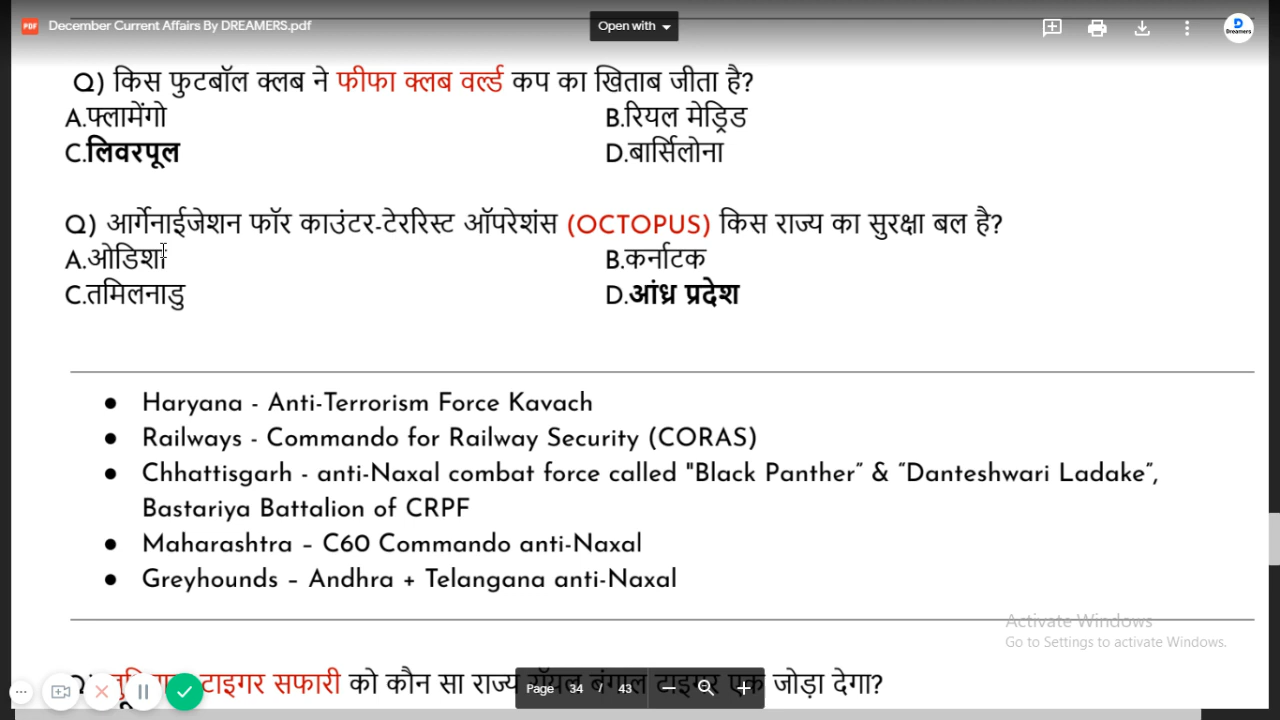 December Current Affairs By DREAMERS.pdf
Open with
Dreamers
Q) किस फुटबॉल क्लब ने फीफा क्लब वर्ल्ड कप का खिताब जीता है?
A.फ्लामेंगो B.रियल मेड्रिड
C.लिवरपूल D.बार्सिलोना
Q) आर्गेनाईजेशन फॉर काउंटर-टेररिस्ट ऑपरेशंस (OCTOPUS) किस राज्य का सुरक्षा बल है?
A.ओडिशा B.कर्नाटक
C.तमिलनाडु D.आंध्र प्रदेश
● Haryana - Anti-Terrorism Force Kavach
● Railways - Commando for Railway Security (CORAS)
● Chhattisgarh - anti-Naxal combat force called "Black Panther” & “Danteshwari Ladake”,
Bastariya Battalion of CRPF
● Maharashtra – C60 Commando anti-Naxal
● Greyhounds – Andhra + Telangana anti-Naxal
Activate Windows
Go to Settings to activate Windows.
टाइगर सफारी को कौन सा राज्य रॉयल बंगाल टाइगर एक जोड़ा देगा?
Page 34 / 43